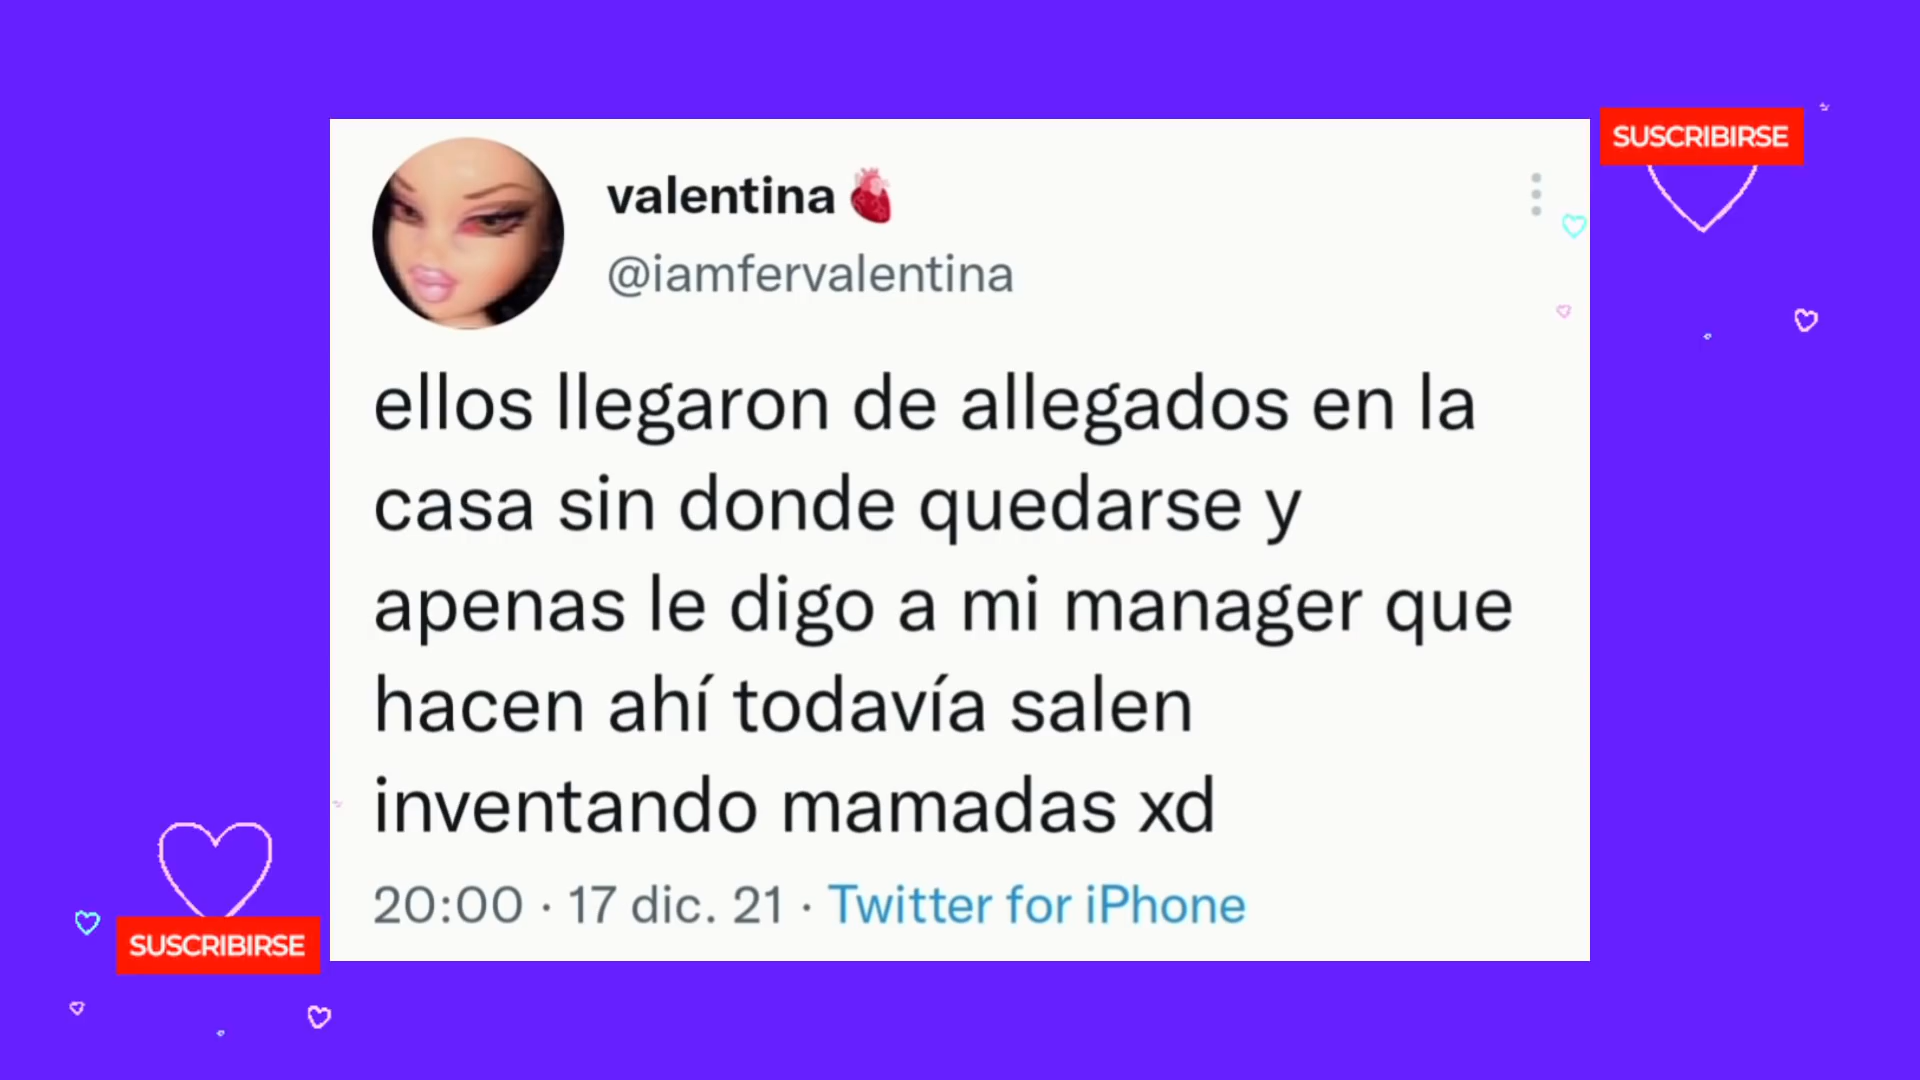 SUSCRIBIRSE
valentina 🫀
@iamfervalentina
ellos llegaron de allegados en la
casa sin donde quedarse y
apenas le digo a mi manager que
hacen ahí todavía salen
inventando mamadas xd
20:00 · 17 dic. 21 · Twitter for iPhone
SUSCRIBIRSE